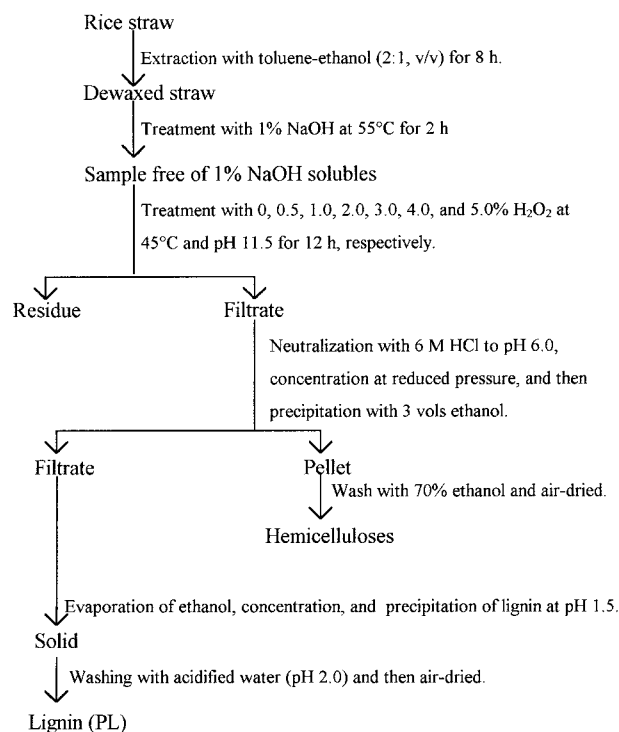 Rice straw
Extraction with toluene-ethanol (2:1, v/v) for 8 h.
Dewaxed straw
Treatment with 1% NaOH at 55°C for 2 h
Sample free of 1% NaOH solubles
Treatment with 0, 0.5, 1.0, 2.0, 3.0, 4.0, and 5.0% H₂O₂ at
45°C and pH 11.5 for 12 h, respectively.
Residue
Filtrate
Neutralization with 6 M HCl to pH 6.0,
concentration at reduced pressure, and then
precipitation with 3 vols ethanol.
Filtrate
Pellet
Wash with 70% ethanol and air-dried.
Hemicelluloses
Evaporation of ethanol, concentration, and precipitation of lignin at pH 1.5.
Solid
Washing with acidified water (pH 2.0) and then air-dried.
Lignin (PL)